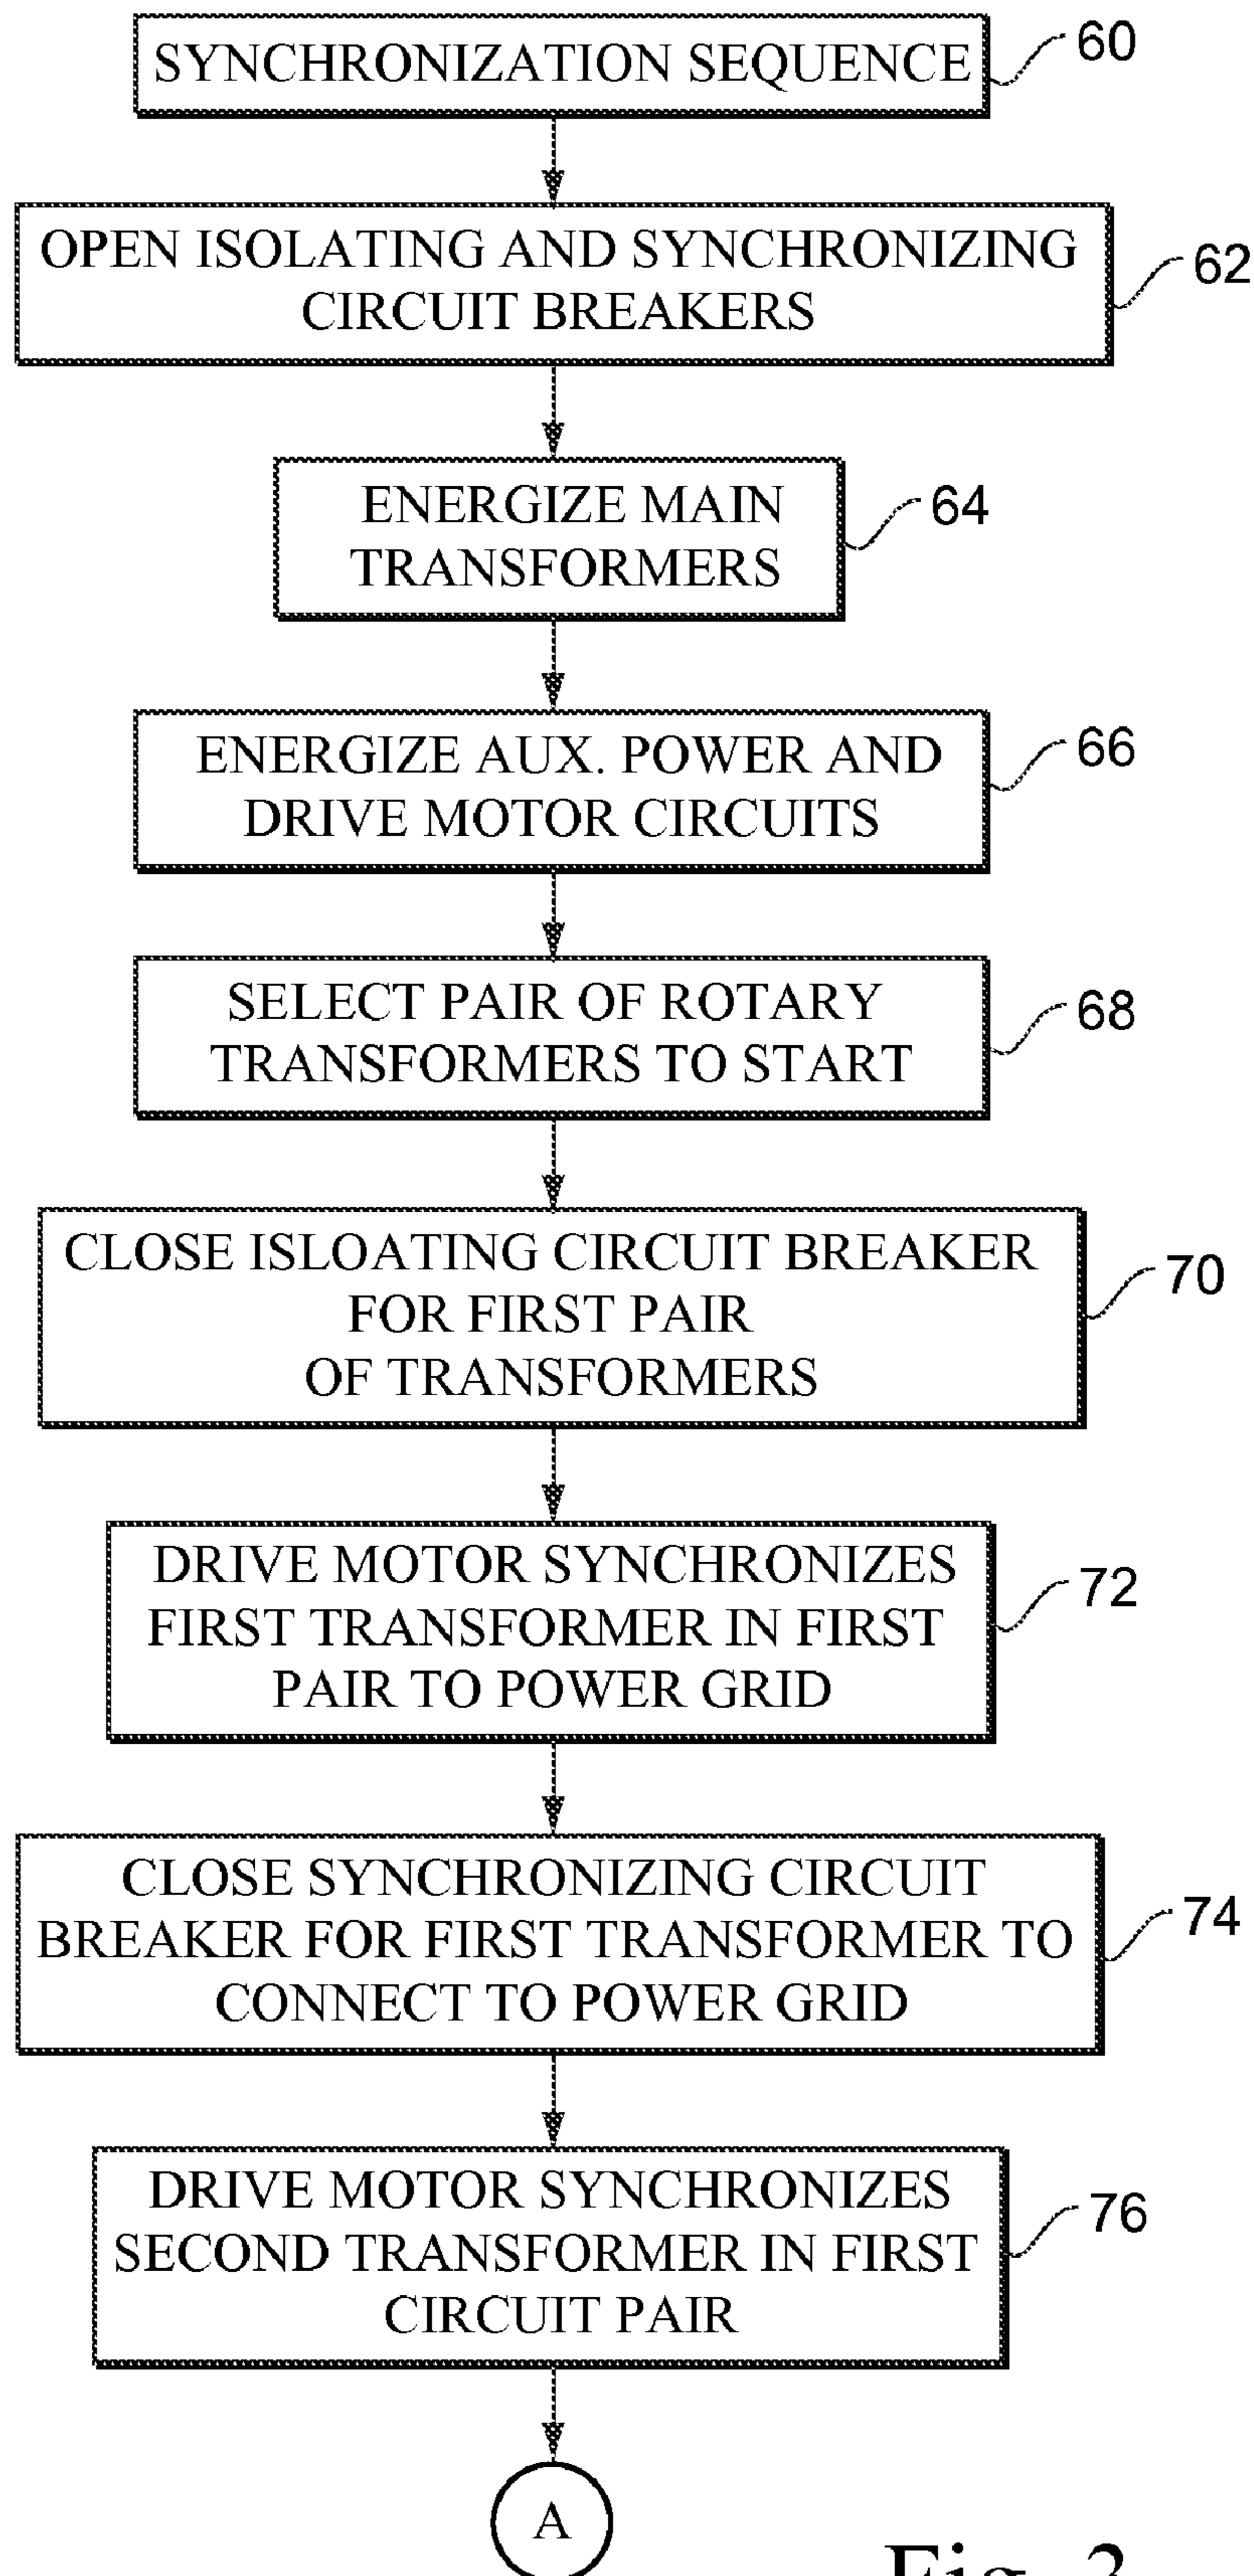 SYNCHRONIZATION SEQUENCE
60
OPEN ISOLATING AND SYNCHRONIZING
CIRCUIT BREAKERS
62
ENERGIZE MAIN
TRANSFORMERS
64
ENERGIZE AUX. POWER AND
DRIVE MOTOR CIRCUITS
66
SELECT PAIR OF ROTARY
TRANSFORMERS TO START
68
CLOSE ISLOATING CIRCUIT BREAKER
FOR FIRST PAIR
OF TRANSFORMERS
70
DRIVE MOTOR SYNCHRONIZES
FIRST TRANSFORMER IN FIRST
PAIR TO POWER GRID
72
CLOSE SYNCHRONIZING CIRCUIT
BREAKER FOR FIRST TRANSFORMER TO
CONNECT TO POWER GRID
74
DRIVE MOTOR SYNCHRONIZES
SECOND TRANSFORMER IN FIRST
CIRCUIT PAIR
76
A
Fig.